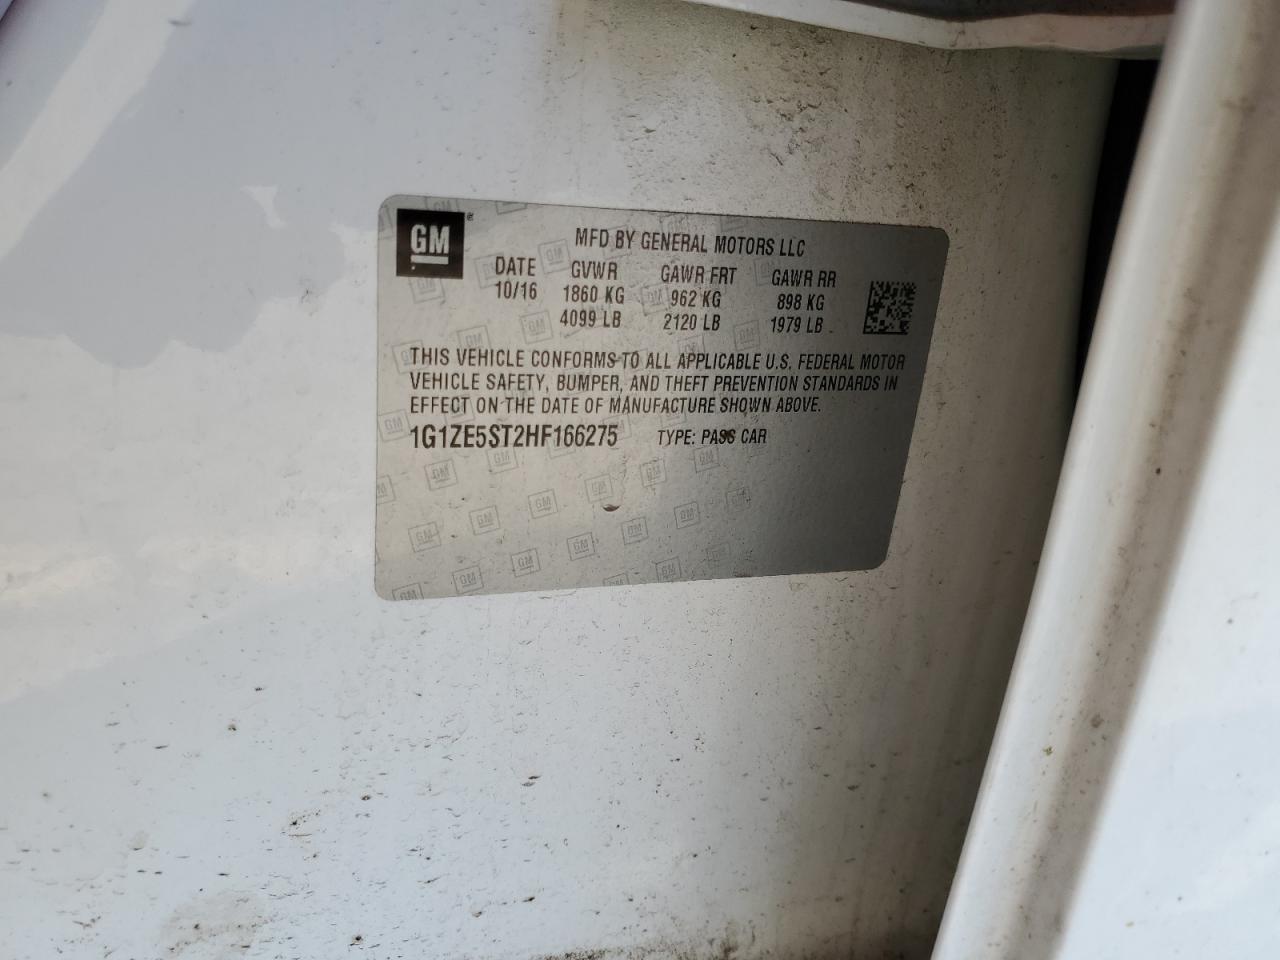 GM
MFD BY GENERAL MOTORS LLC
DATE GVWR GAWR FRT GAWR RR
10/16 1860 KG 962 KG 898 KG
4099 LB 2120 LB 1979 LB
THIS VEHICLE CONFORMS TO ALL APPLICABLE U.S. FEDERAL MOTOR
VEHICLE SAFETY, BUMPER, AND THEFT PREVENTION STANDARDS IN
EFFECT ON THE DATE OF MANUFACTURE SHOWN ABOVE.
1G1ZE5ST2HF166275 TYPE: PASS CAR